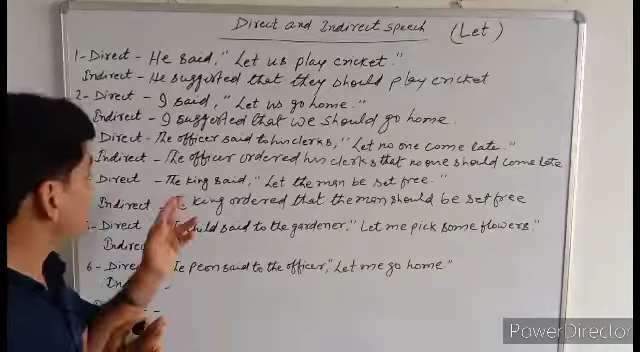 Direct and Indirect speech (Let)
1- Direct - He said, "Let us play cricket."
Indirect - He suggested that they should play cricket
2- Direct - I said, "Let us go home."
Indirect - I suggested that we should go home.
Direct - The officer said to his clerks, "Let no one come late."
Indirect - The officer ordered his clerks that no one should come late
Direct - The king said, "Let the man be set free."
Indirect - king ordered that the man should be set free
Direct - said to the gardener, "Let me pick some flowers."
Indirect
6- Direct - peon said to the officer, "Let me go home"
PowerDirector